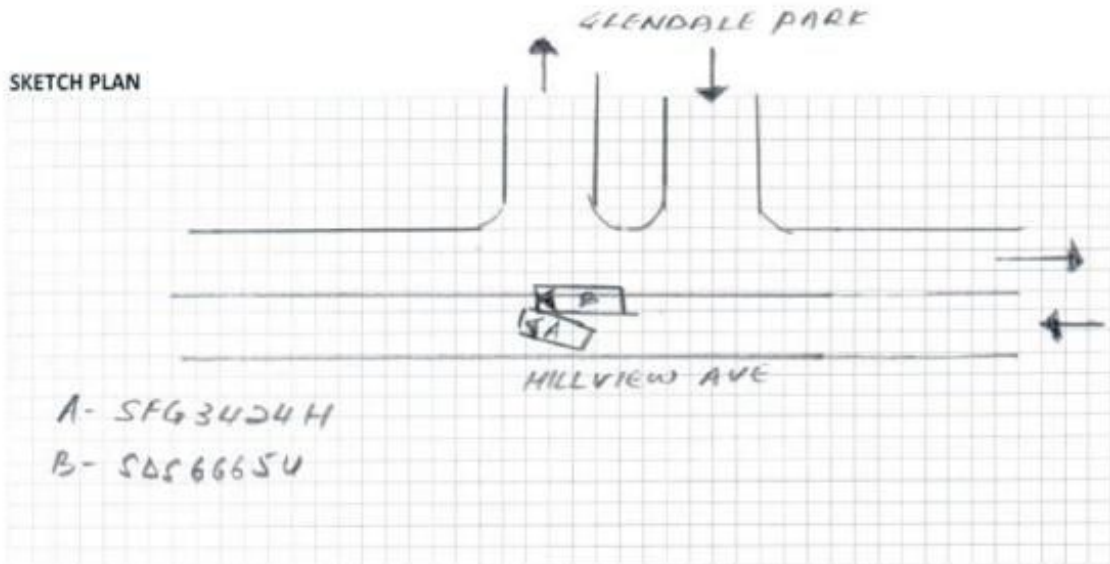 GLENDALE PARK
SKETCH PLAN
B
A
HILLVIEW AVE
A- SFG3424H
B- SDS6665U